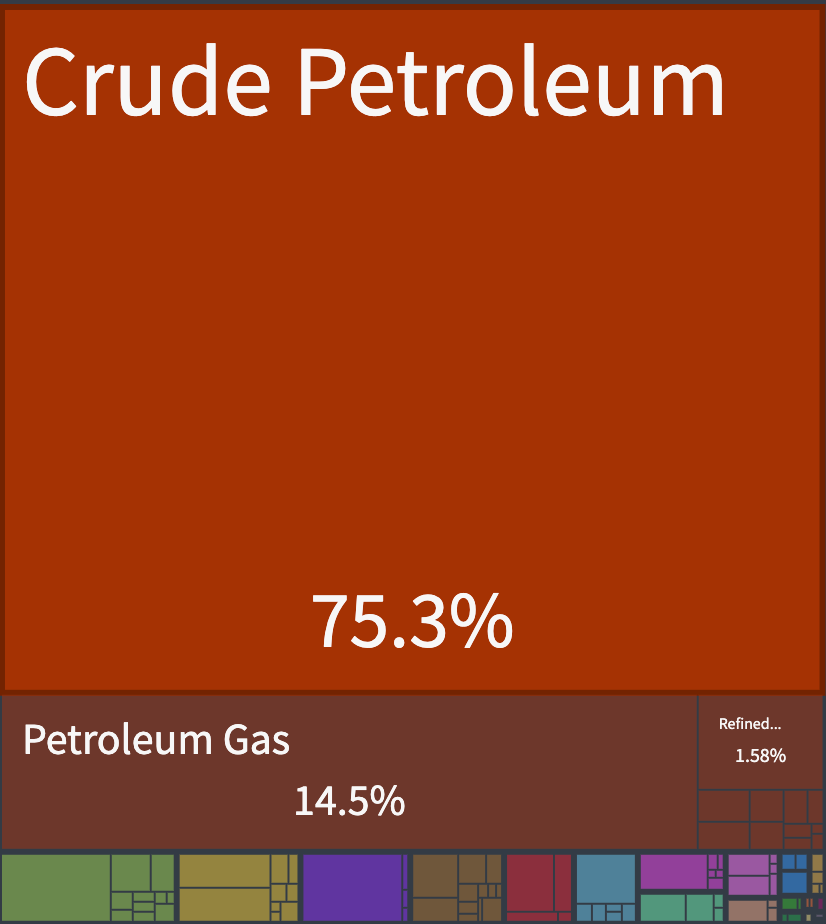 Crude Petroleum
75.3%
Petroleum Gas
14.5%
Refined...
1.58%